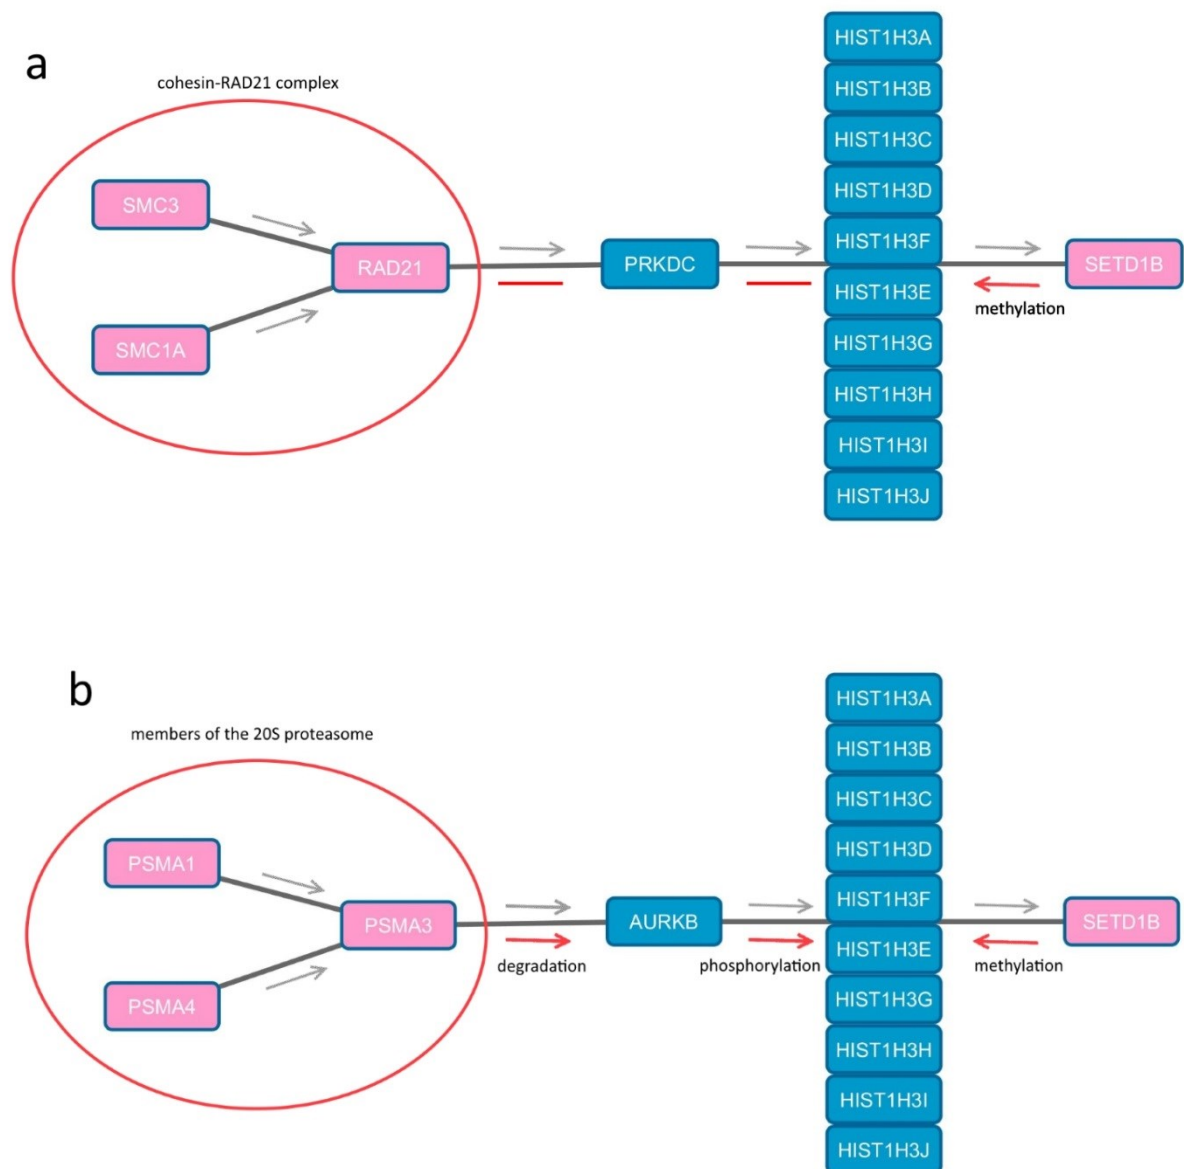 a
cohesin-RAD21 complex
SMC3
SMC1A
RAD21
PRKDC
HIST1H3A
HIST1H3B
HIST1H3C
HIST1H3D
HIST1H3F
HIST1H3E
HIST1H3G
HIST1H3H
HIST1H3I
HIST1H3J
SETD1B
methylation
b
members of the 20S proteasome
PSMA1
PSMA4
PSMA3
degradation
AURKB
phosphorylation
HIST1H3A
HIST1H3B
HIST1H3C
HIST1H3D
HIST1H3F
HIST1H3E
HIST1H3G
HIST1H3H
HIST1H3I
HIST1H3J
SETD1B
methylation